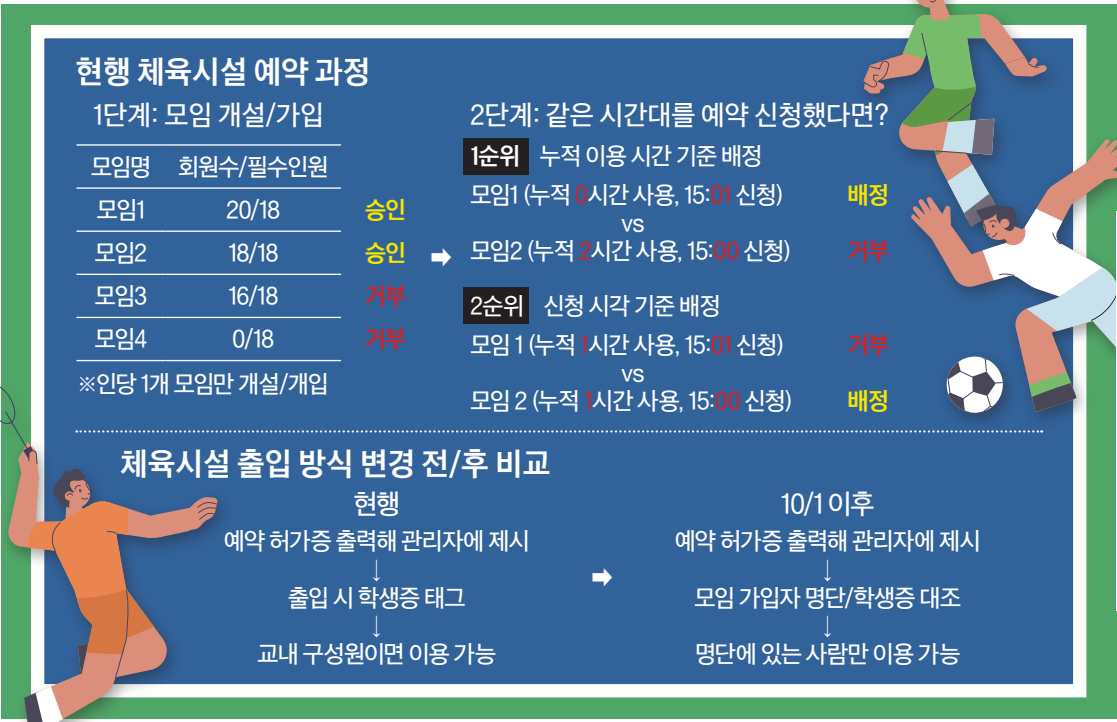 현행 체육시설 예약 과정
1단계: 모임 개설/가입
모임명 회원수/필수인원
모임1 20/18 승인
모임2 18/18 승인
모임3 16/18 거부
모임4 0/18 거부
※인당 1개 모임만 개설/개입
2단계: 같은 시간대를 예약 신청했다면?
1순위 누적 이용 시간 기준 배정
모임1 (누적 0시간 사용, 15:01 신청) 배정
vs
모임2 (누적 2시간 사용, 15:00 신청) 거부
2순위 신청 시각 기준 배정
모임 1 (누적 1시간 사용, 15:01 신청) 거부
vs
모임 2 (누적 1시간 사용, 15:00 신청) 배정
체육시설 출입 방식 변경 전/후 비교
현행
예약 허가증 출력해 관리자에 제시
↓
출입 시 학생증 태그
↓
교내 구성원이면 이용 가능
10/1 이후
예약 허가증 출력해 관리자에 제시
↓
모임 가입자 명단/학생증 대조
↓
명단에 있는 사람만 이용 가능